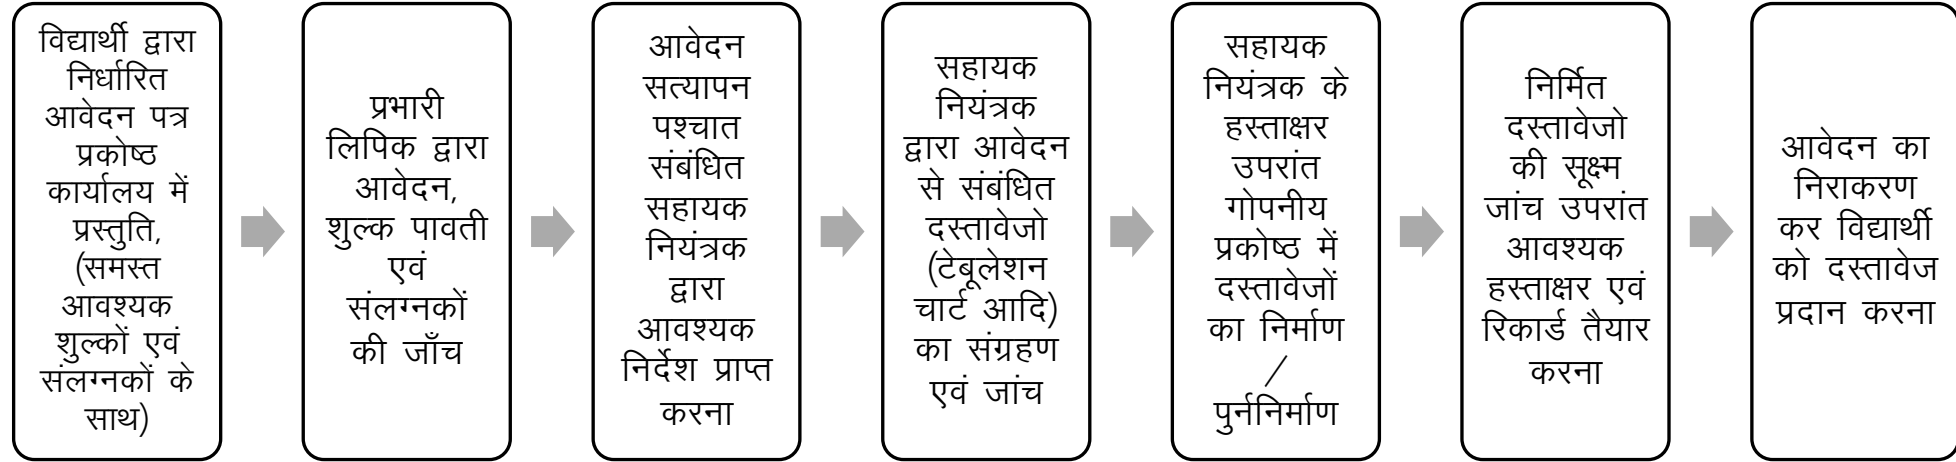 विद्यार्थी द्वारा
निर्धारित
आवेदन पत्र
प्रकोष्ठ
कार्यालय में
प्रस्तुति,
(समस्त
आवश्यक
शुल्कों एवं
संलग्नकों के
साथ)
प्रभारी
लिपिक द्वारा
आवेदन,
शुल्क पावती
एवं
संलग्नकों
की जाँच
आवेदन
सत्यापन
पश्चात
संबंधित
सहायक
नियंत्रक
द्वारा
आवश्यक
निर्देश प्राप्त
करना
सहायक
नियंत्रक
द्वारा आवेदन
से संबंधित
दस्तावेजो
(टेबूलेशन
चार्ट आदि)
का संग्रहण
एवं जांच
सहायक
नियंत्रक के
हस्ताक्षर
उपरांत
गोपनीय
प्रकोष्ठ में
दस्तावेजों
का निर्माण
/
पुर्ननिर्माण
निर्मित
दस्तावेजो
की सूक्ष्म
जांच उपरांत
आवश्यक
हस्ताक्षर एवं
रिकार्ड तैयार
करना
आवेदन का
निराकरण
कर विद्यार्थी
को दस्तावेज
प्रदान करना